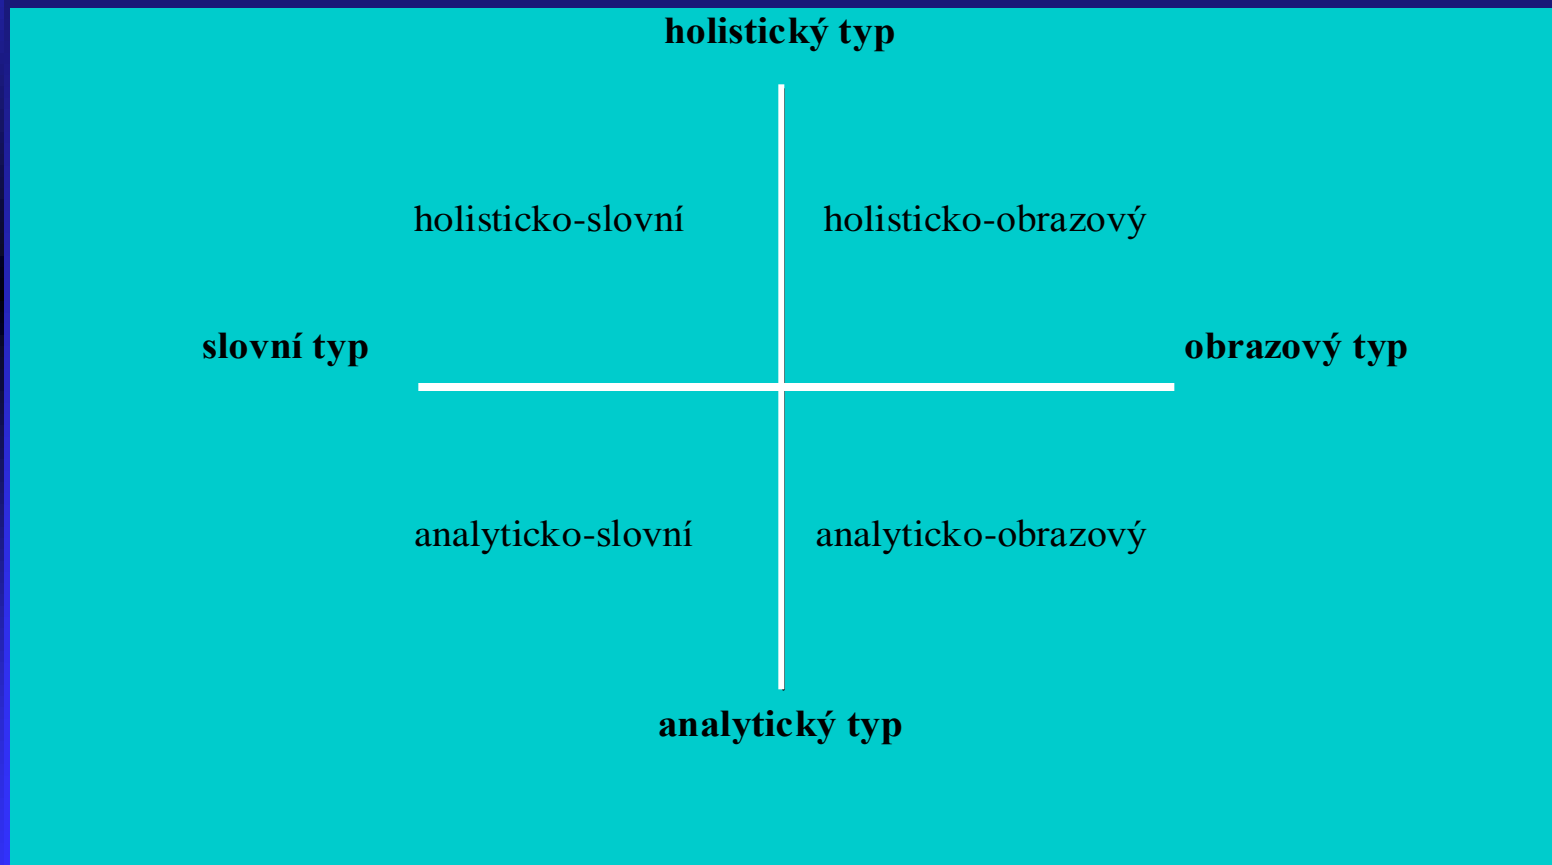 holistický typ
holisticko-slovní holisticko-obrazový
slovní typ obrazový typ
analyticko-slovní analyticko-obrazový
analytický typ